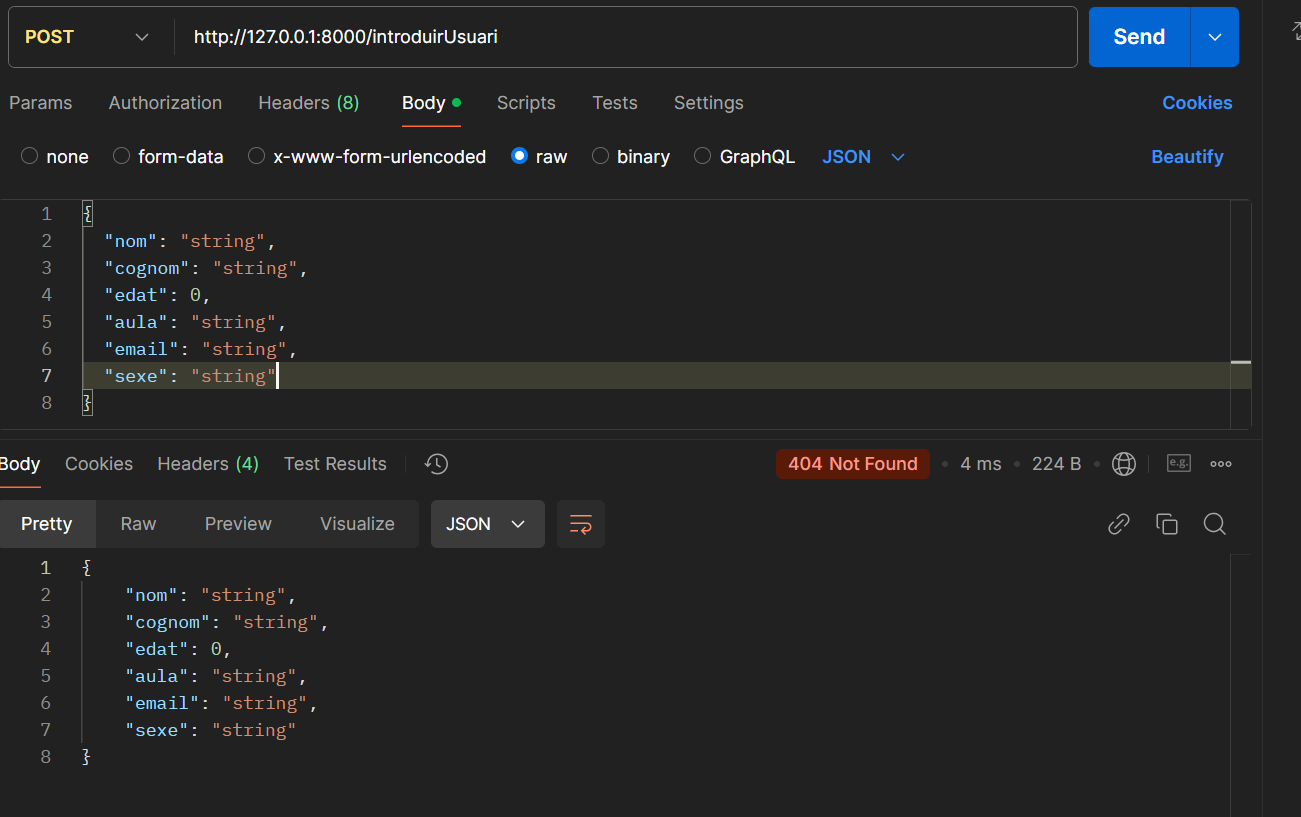 POST http://127.0.0.1:8000/introduirUsuari Send
Params Authorization Headers (8) Body Scripts Tests Settings Cookies
none form-data x-www-form-urlencoded raw binary GraphQL JSON Beautify
1 {
2 "nom": "string",
3 "cognom": "string",
4 "edat": 0,
5 "aula": "string",
6 "email": "string",
7 "sexe": "string"
8 }
Body Cookies Headers (4) Test Results 404 Not Found 4 ms 224 B e.g.
Pretty Raw Preview Visualize JSON
1 {
2 "nom": "string",
3 "cognom": "string",
4 "edat": 0,
5 "aula": "string",
6 "email": "string",
7 "sexe": "string"
8 }